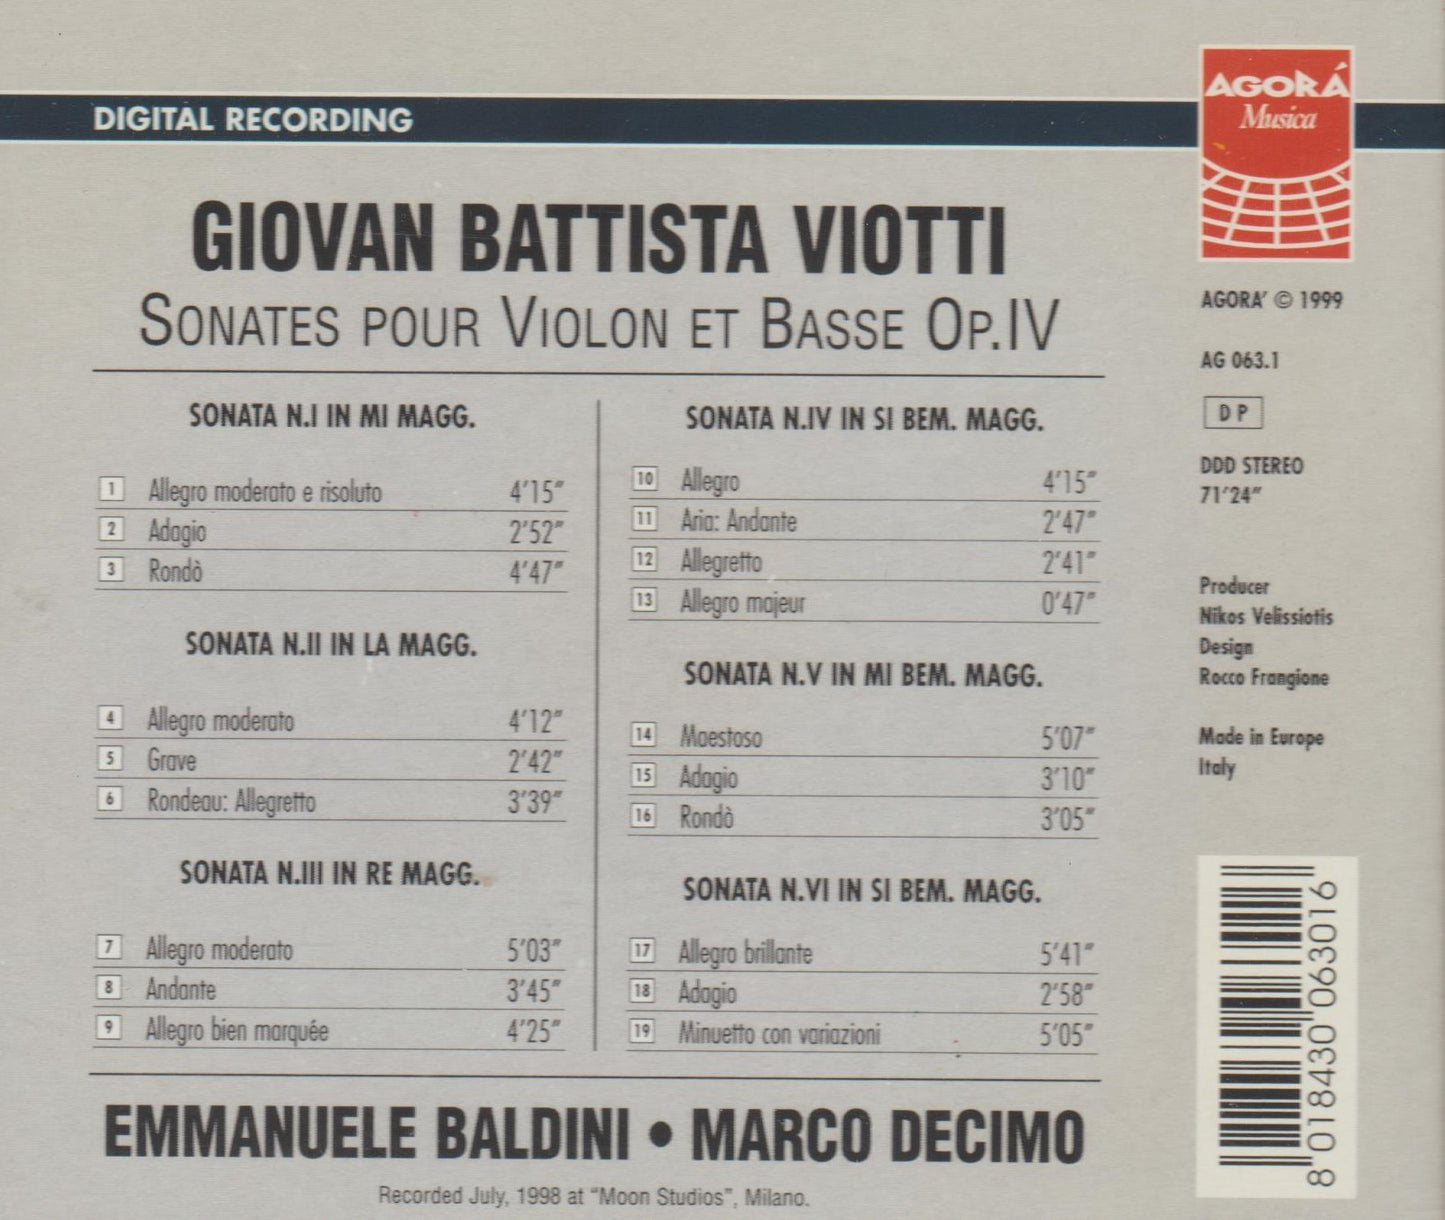 DIGITAL RECORDING
AGORÁ
Musica
GIOVAN BATTISTA VIOTTI
SONATES POUR VIOLON ET BASSE OP.IV
SONATA N.I IN MI MAGG.
1 Allegro moderato e risoluto 4'15"
2 Adagio 2'52"
3 Rondò 4'47"
SONATA N.II IN LA MAGG.
4 Allegro moderato 4'12"
5 Grave 2'42"
6 Rondeau: Allegretto 3'39"
SONATA N.III IN RE MAGG.
7 Allegro moderato 5'03"
8 Andante 3'45"
9 Allegro bien marquée 4'25"
SONATA N.IV IN SI BEM. MAGG.
10 Allegro 4'15"
11 Aria: Andante 2'47"
12 Allegretto 2'41"
13 Allegro majeur 0'47"
SONATA N.V IN MI BEM. MAGG.
14 Maestoso 5'07"
15 Adagio 3'10"
16 Rondò 3'05"
SONATA N.VI IN SI BEM. MAGG.
17 Allegro brillante 5'41"
18 Adagio 2'58"
19 Minuetto con variazioni 5'05"
EMMANUELE BALDINI • MARCO DECIMO
Recorded July, 1998 at "Moon Studios", Milano.
AGORA' © 1999
AG 063.1
D P
DDD STEREO
71'24"
Producer
Nikos Velissiotis
Design
Rocco Frangione
Made in Europe
Italy
8 018430 063016